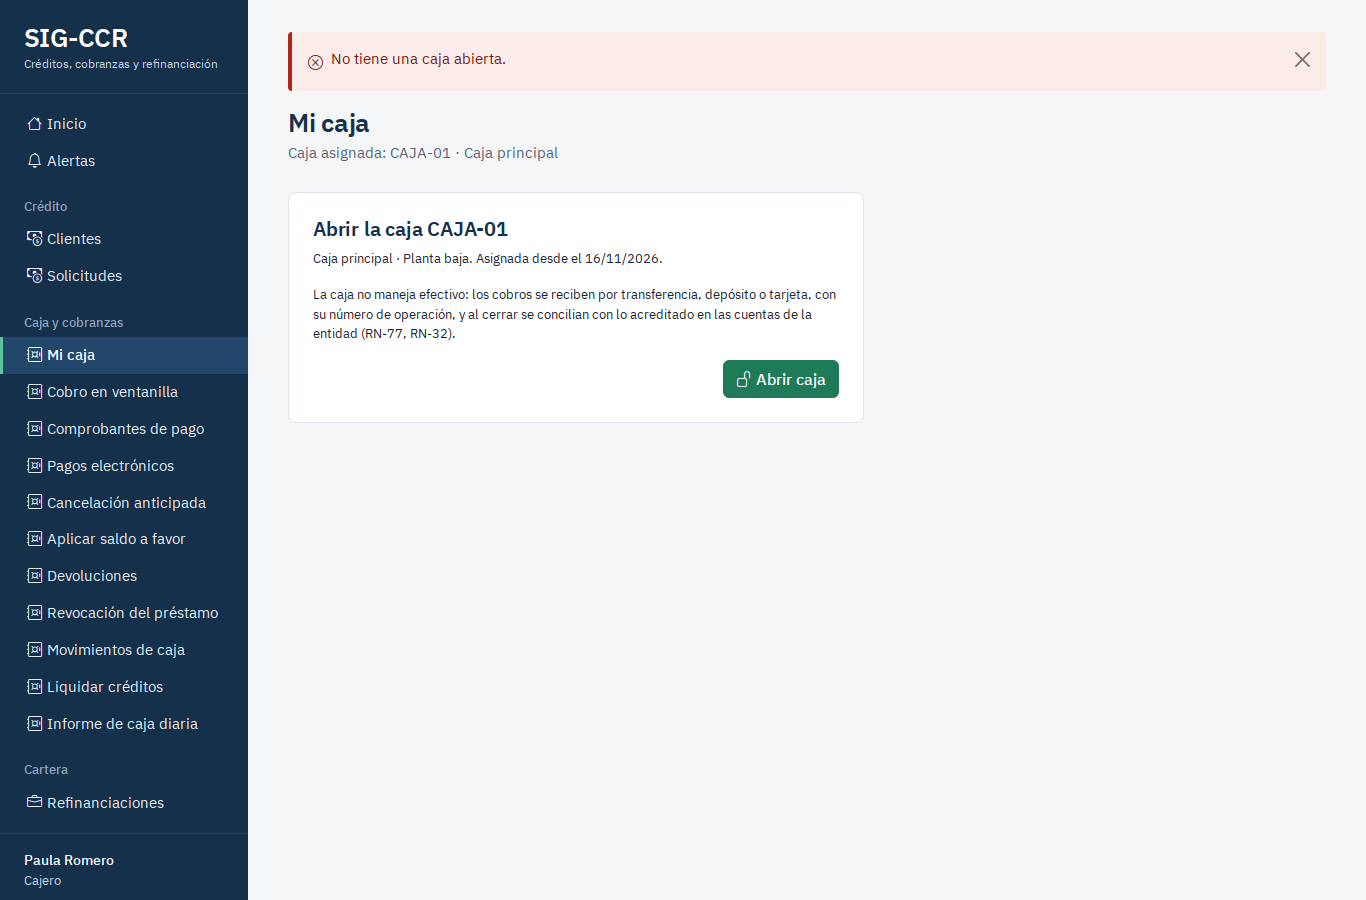 SIG-CCR
Créditos, cobranzas y refinanciación
Inicio
Alertas
Crédito
Clientes
Solicitudes
Caja y cobranzas
Mi caja
Cobro en ventanilla
Comprobantes de pago
Pagos electrónicos
Cancelación anticipada
Aplicar saldo a favor
Devoluciones
Revocación del préstamo
Movimientos de caja
Liquidar créditos
Informe de caja diaria
Cartera
Refinanciaciones
Paula Romero
Cajero
No tiene una caja abierta.
Mi caja
Caja asignada: CAJA-01 · Caja principal
Abrir la caja CAJA-01
Caja principal · Planta baja. Asignada desde el 16/11/2026.
La caja no maneja efectivo: los cobros se reciben por transferencia, depósito o tarjeta, con
su número de operación, y al cerrar se concilian con lo acreditado en las cuentas de la
entidad (RN-77, RN-32).
Abrir caja